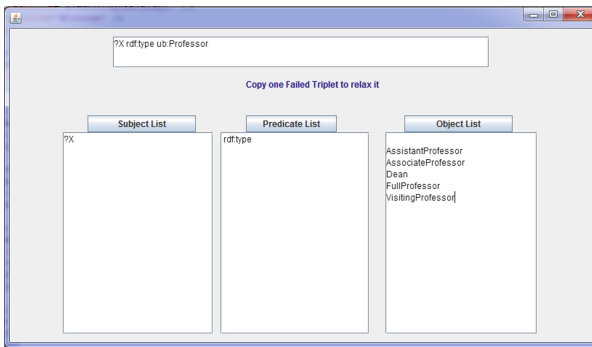 ?X rdf:type ub:Professor
Copy one Failed Triplet to relax it
Subject List
Predicate List
Object List
?X
rdf:type
AssistantProfessor
AssociateProfessor
Dean
FullProfessor
VisitingProfessor